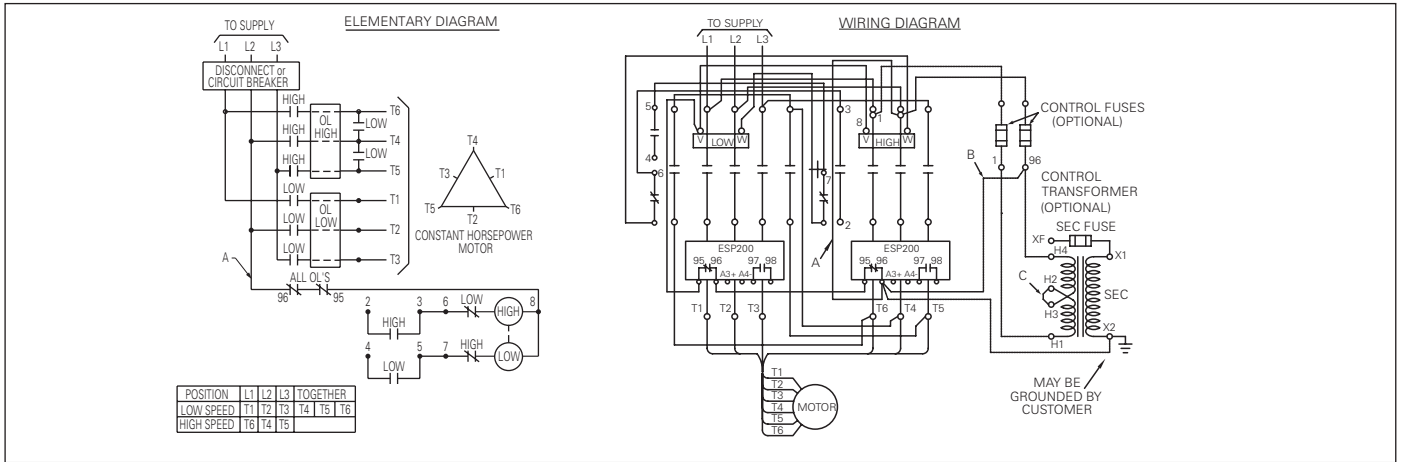 ELEMENTARY DIAGRAM
TO SUPPLY
L1 L2 L3
DISCONNECT or
CIRCUIT BREAKER
HIGH
HIGH
HIGH
OL
HIGH
LOW
LOW
T6
T4
T5
LOW
LOW
LOW
OL
LOW
T1
T2
T3
T4
T3 T1
T5 T6
T2
CONSTANT HORSEPOWER
MOTOR
A
ALL OL'S
96 95
2 3 6 LOW HIGH 8
HIGH
4 5 7 HIGH LOW
LOW
POSITION L1 L2 L3 TOGETHER
LOW SPEED T1 T2 T3 T4 T5 T6
HIGH SPEED T6 T4 T5
WIRING DIAGRAM
TO SUPPLY
L1 L2 L3
5
4
6
V LOW W
3
7
2
A
8
1
V HIGH W
ESP200
95 96 97 98
A3+ A4-
ESP200
95 96 97 98
A3+ A4-
T1 T2 T3
T6 T4 T5
T1
T2
T3
T4
T5
T6
MOTOR
CONTROL FUSES
(OPTIONAL)
B
1 96
CONTROL
TRANSFORMER
(OPTIONAL)
SEC FUSE
XF
H4 X1
C
H2
H3
SEC
H1 X2
MAY BE
GROUNDED BY
CUSTOMER